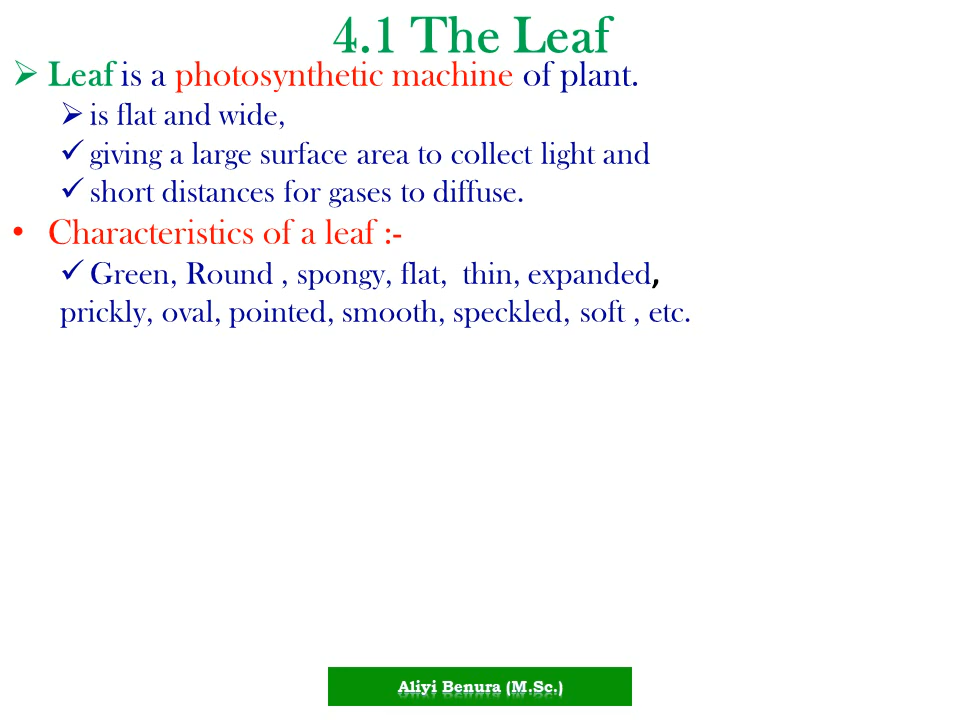 4.1 The Leaf
➢ Leaf is a photosynthetic machine of plant.
➢ is flat and wide,
✓ giving a large surface area to collect light and
✓ short distances for gases to diffuse.
• Characteristics of a leaf :-
✓ Green, Round , spongy, flat, thin, expanded,
prickly, oval, pointed, smooth, speckled, soft , etc.
Aliyi Benura (M.Sc.)